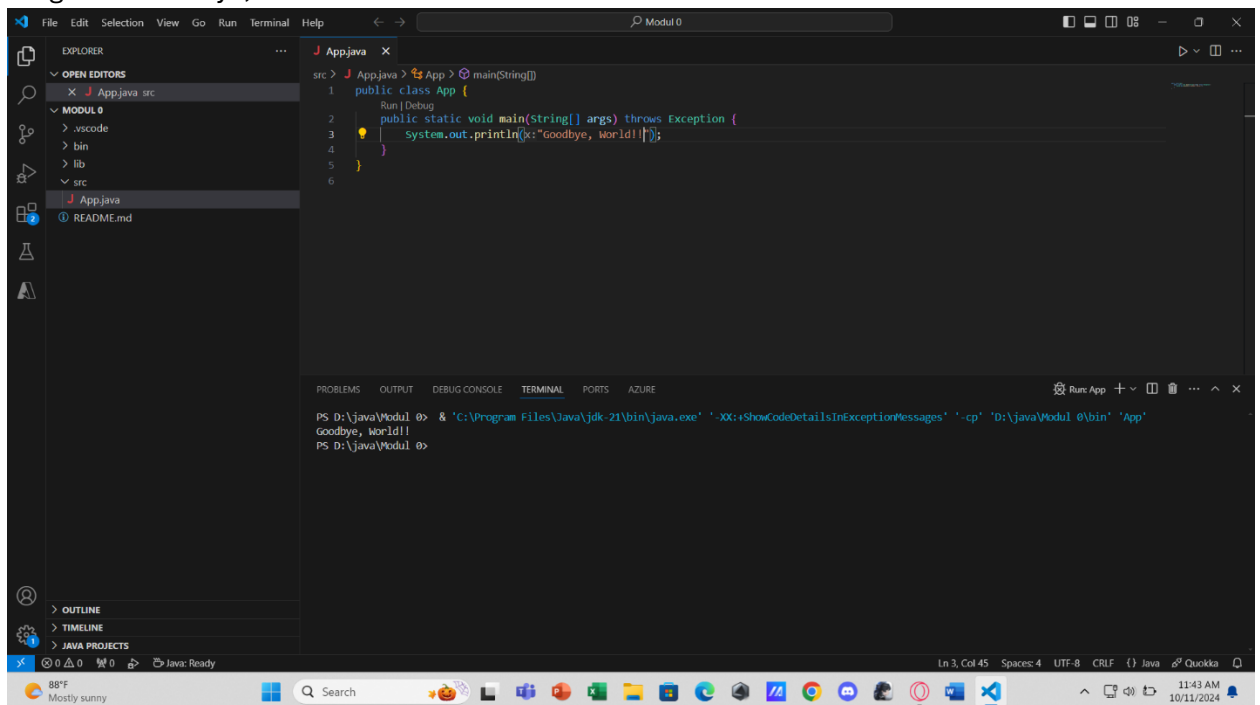 File Edit Selection View Go Run Terminal Help
Modul 0
EXPLORER
OPEN EDITORS
App.java src
MODUL 0
.vscode
bin
lib
src
App.java
README.md
OUTLINE
TIMELINE
JAVA PROJECTS
App.java
src > App.java > App > main(String[])
1 public class App {
Run | Debug
2 public static void main(String[] args) throws Exception {
3 System.out.println(x:"Goodbye, World!!");
4 }
5 }
6
PROBLEMS OUTPUT DEBUG CONSOLE TERMINAL PORTS AZURE
Run: App
PS D:\java\Modul 0> & 'C:\Program Files\Java\jdk-21\bin\java.exe' '-XX:+ShowCodeDetailsInExceptionMessages' '-cp' 'D:\java\Modul 0\bin' 'App'
Goodbye, World!!
PS D:\java\Modul 0>
0 0 0 Java: Ready
Ln 3, Col 45 Spaces: 4 UTF-8 CRLF {} Java Quokka
88°F
Mostly sunny
Search
11:43 AM
10/11/2024